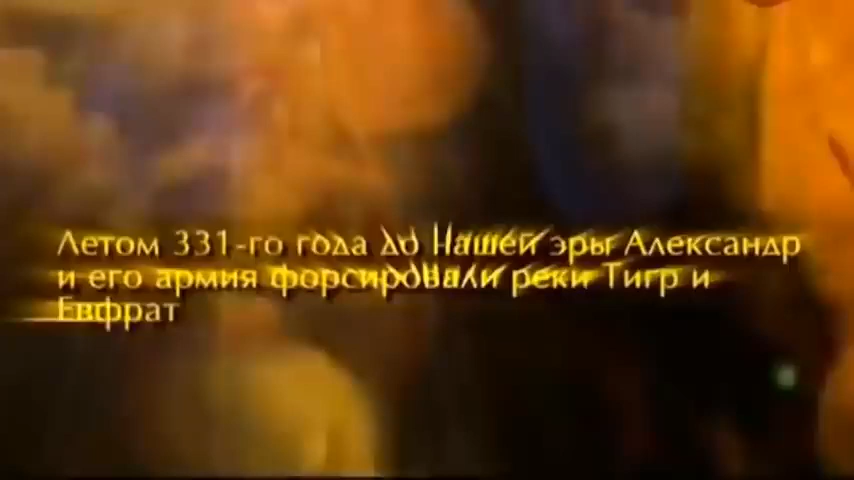 Летом 331-го года до Нашей эры Александр
и его армия форсировали реки Тигр и
Евфрат